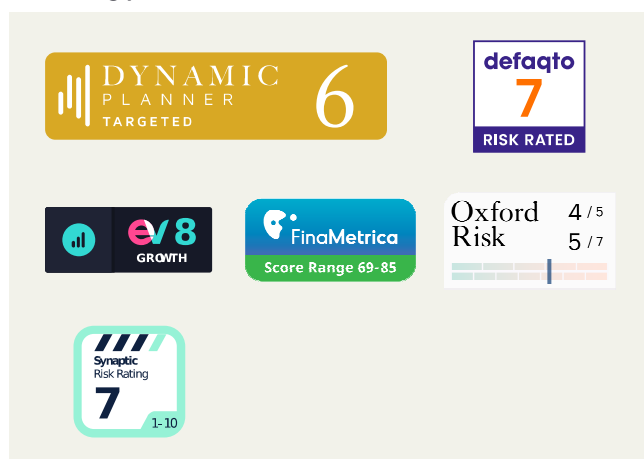 DYNAMIC
PLANNER
TARGETED
6
defaqto
7
RISK RATED
ev 8
GROWTH
FinaMetrica
Score Range 69-85
Oxford
Risk
4 / 5
5 / 7
Synaptic
Risk Rating
7
1-10